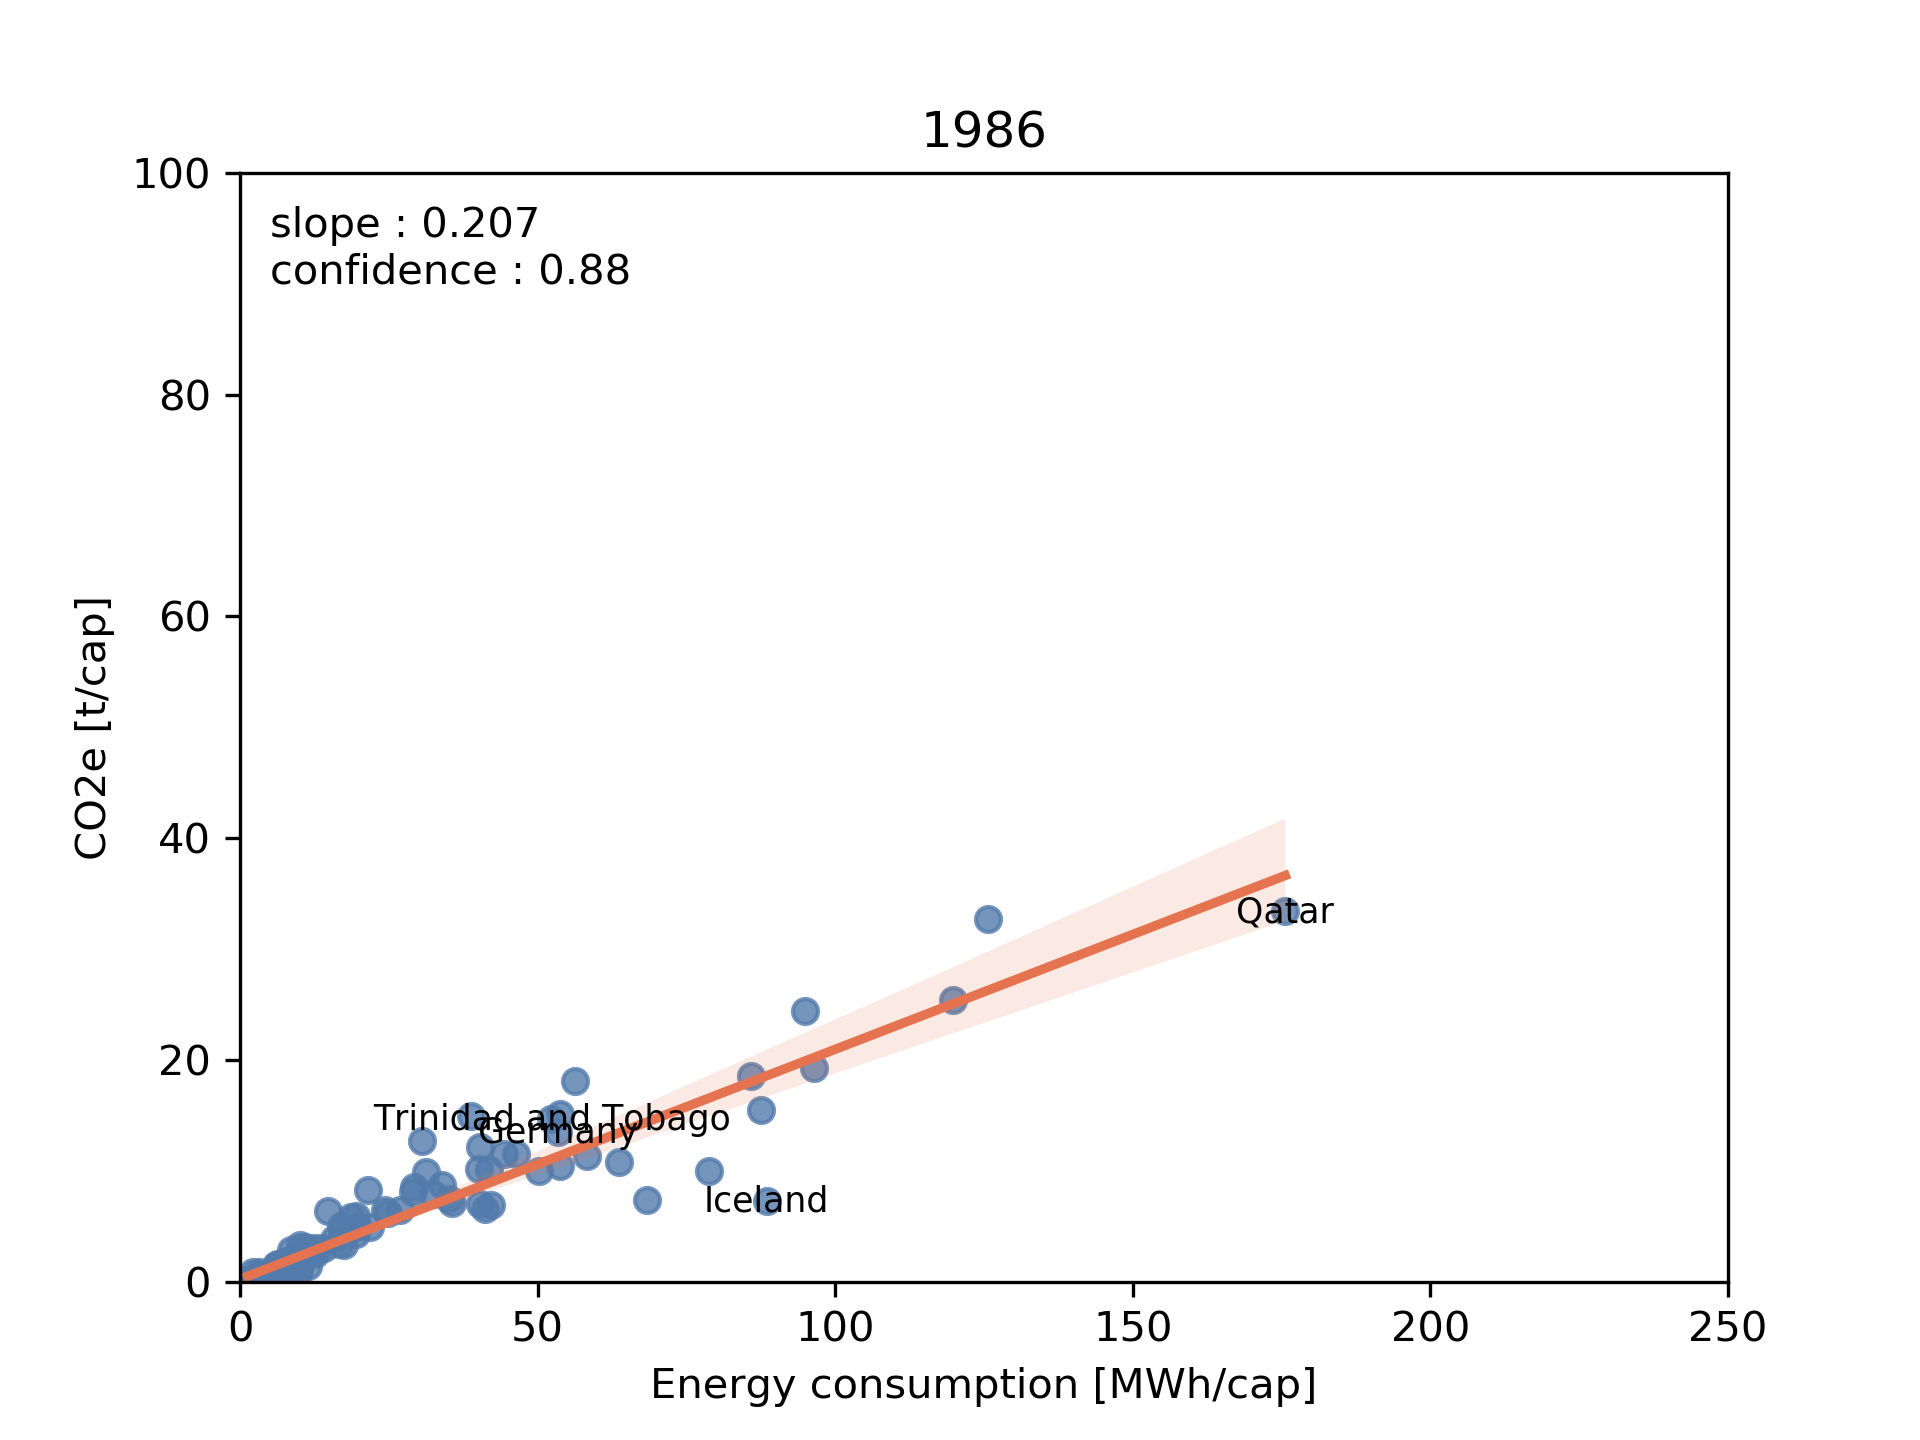 1986
slope : 0.207
confidence : 0.88
100
80
60
40
20
0
CO2e [t/cap]
Qatar
Trinidad and Tobago
Germany
Iceland
0 50 100 150 200 250
Energy consumption [MWh/cap]